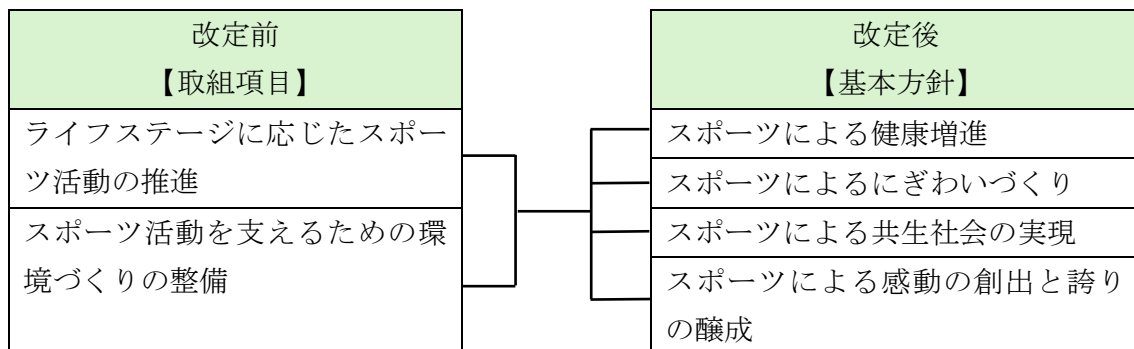 改定前
【取組項目】
ライフステージに応じたスポー
ツ活動の推進
スポーツ活動を支えるための環
境づくりの整備
改定後
【基本方針】
スポーツによる健康増進
スポーツによるにぎわいづくり
スポーツによる共生社会の実現
スポーツによる感動の創出と誇り
の醸成